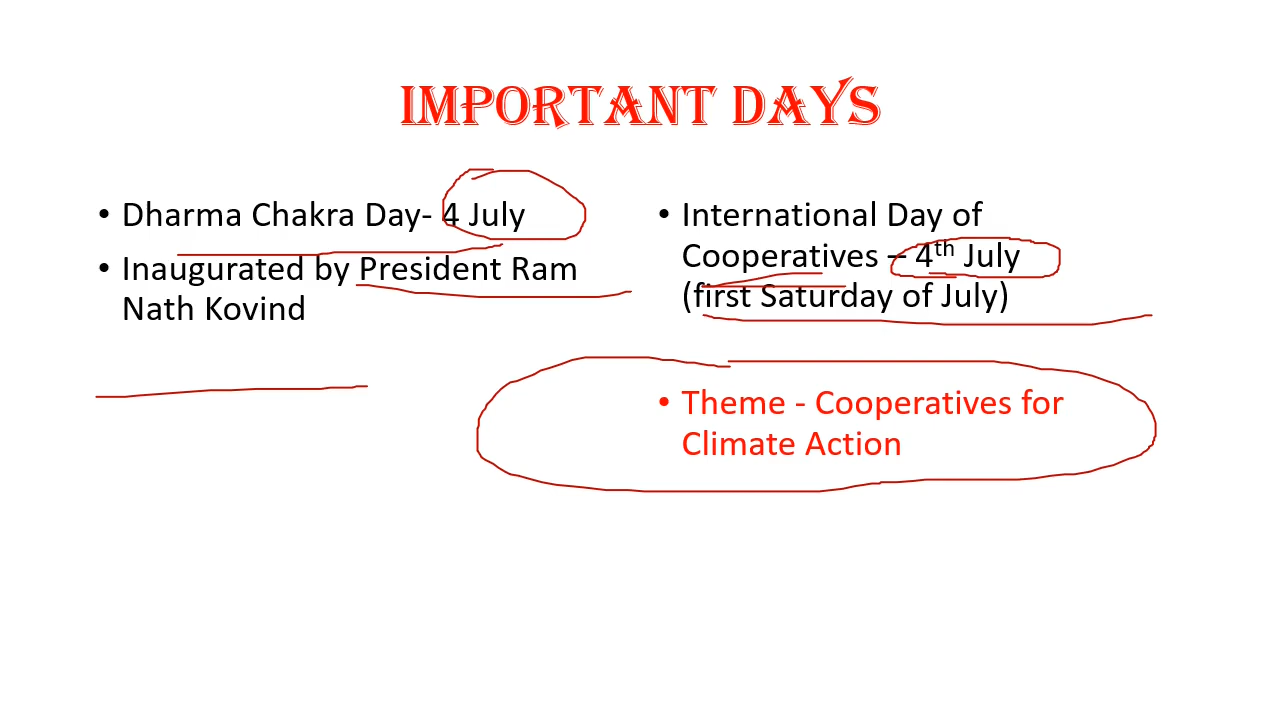 IMPORTANT DAYS
• Dharma Chakra Day- 4 July
• Inaugurated by President Ram
Nath Kovind
• International Day of
Cooperatives – 4th July
(first Saturday of July)
• Theme - Cooperatives for
Climate Action